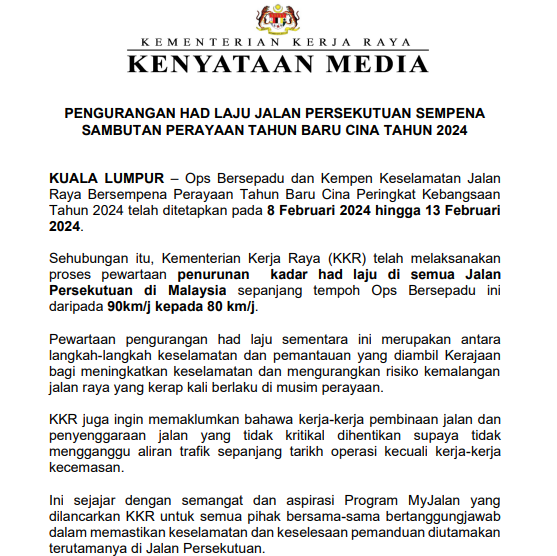 KEMENTERIAN KERJA RAYA
KENYATAAN MEDIA
PENGURANGAN HAD LAJU JALAN PERSEKUTUAN SEMPENA
SAMBUTAN PERAYAAN TAHUN BARU CINA TAHUN 2024
KUALA LUMPUR – Ops Bersepadu dan Kempen Keselamatan Jalan
Raya Bersempena Perayaan Tahun Baru Cina Peringkat Kebangsaan
Tahun 2024 telah ditetapkan pada 8 Februari 2024 hingga 13 Februari
2024.
Sehubungan itu, Kementerian Kerja Raya (KKR) telah melaksanakan
proses pewartaan penurunan kadar had laju di semua Jalan
Persekutuan di Malaysia sepanjang tempoh Ops Bersepadu ini
daripada 90km/j kepada 80 km/j.
Pewartaan pengurangan had laju sementara ini merupakan antara
langkah-langkah keselamatan dan pemantauan yang diambil Kerajaan
bagi meningkatkan keselamatan dan mengurangkan risiko kemalangan
jalan raya yang kerap kali berlaku di musim perayaan.
KKR juga ingin memaklumkan bahawa kerja-kerja pembinaan jalan dan
penyenggaraan jalan yang tidak kritikal dihentikan supaya tidak
mengganggu aliran trafik sepanjang tarikh operasi kecuali kerja-kerja
kecemasan.
Ini sejajar dengan semangat dan aspirasi Program MyJalan yang
dilancarkan KKR untuk semua pihak bersama-sama bertanggungjawab
dalam memastikan keselamatan dan keselesaan pemanduan diutamakan
terutamanya di Jalan Persekutuan.